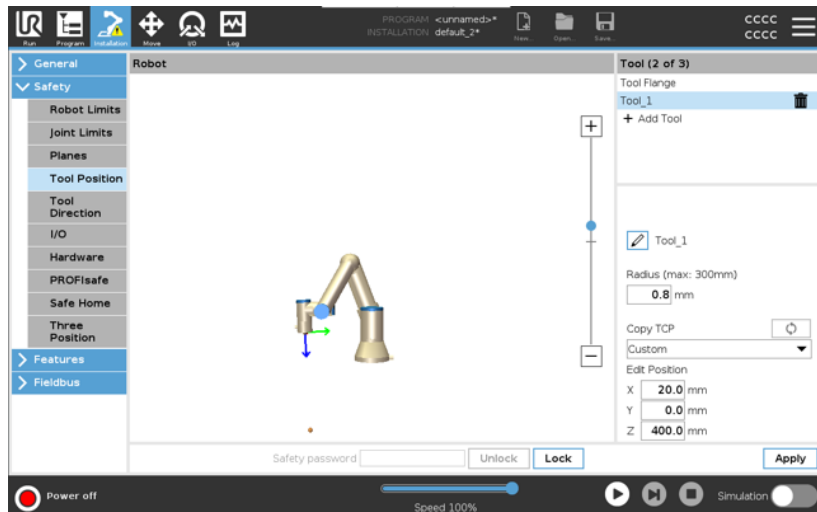 PROGRAM <unnamed>*
INSTALLATION default_2*
cccc
cccc
Run
Program
Installation
Move
I/O
Log
New...
Open...
Save...
General
Safety
Robot Limits
Joint Limits
Planes
Tool Position
Tool
Direction
I/O
Hardware
PROFIsafe
Safe Home
Three
Position
Features
Fieldbus
Robot
Tool (2 of 3)
Tool Flange
Tool_1
+ Add Tool
Tool_1
Radius (max: 300mm)
0.8 mm
Copy TCP
Custom
Edit Position
X 20.0 mm
Y 0.0 mm
Z 400.0 mm
Safety password
Unlock
Lock
Apply
Power off
Speed 100%
Simulation